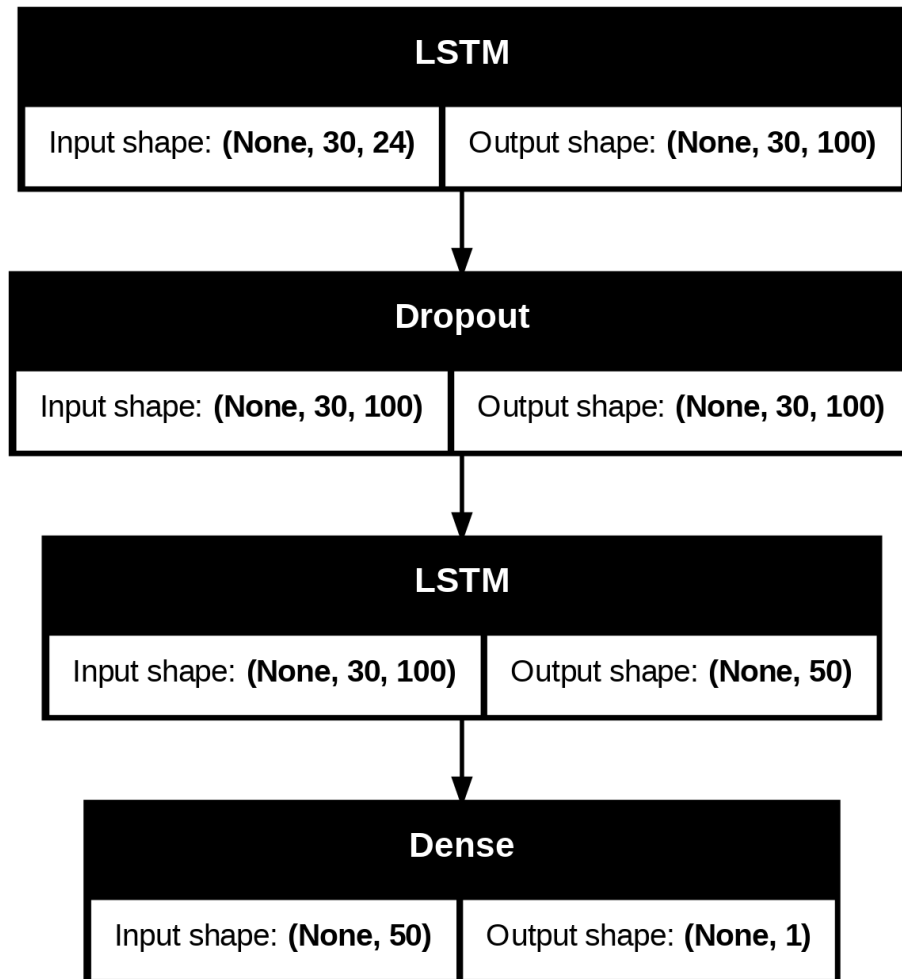 LSTM
Input shape: (None, 30, 24) Output shape: (None, 30, 100)
Dropout
Input shape: (None, 30, 100) Output shape: (None, 30, 100)
LSTM
Input shape: (None, 30, 100) Output shape: (None, 50)
Dense
Input shape: (None, 50) Output shape: (None, 1)